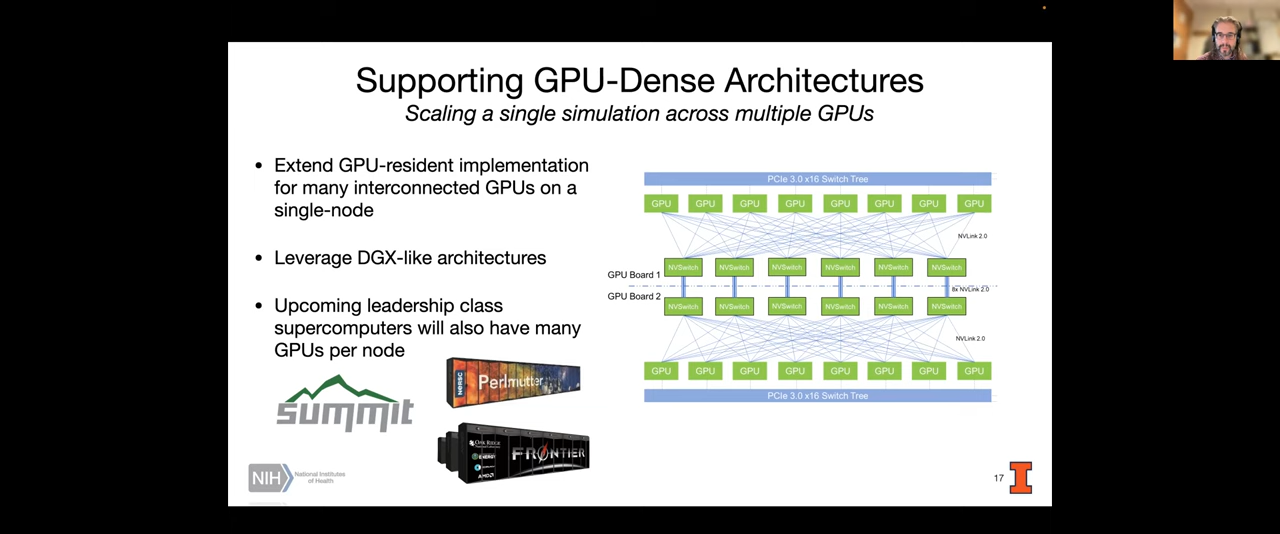 Supporting GPU-Dense Architectures
Scaling a single simulation across multiple GPUs
• Extend GPU-resident implementation
for many interconnected GPUs on a
single-node
• Leverage DGX-like architectures
• Upcoming leadership class
supercomputers will also have many
GPUs per node
PCIe 3.0 x16 Switch Tree
GPU GPU GPU GPU GPU GPU GPU GPU
NVLink 2.0
NVSwitch NVSwitch NVSwitch NVSwitch NVSwitch NVSwitch
GPU Board 1
8x NVLink 2.0
GPU Board 2
NVSwitch NVSwitch NVSwitch NVSwitch NVSwitch NVSwitch
NVLink 2.0
GPU GPU GPU GPU GPU GPU GPU GPU
PCIe 3.0 x16 Switch Tree
summit
NERSC
Perlmutter
OAK RIDGE
ENERGY
AMD
FRONTIER
NIH
National Institutes
of Health
17
I